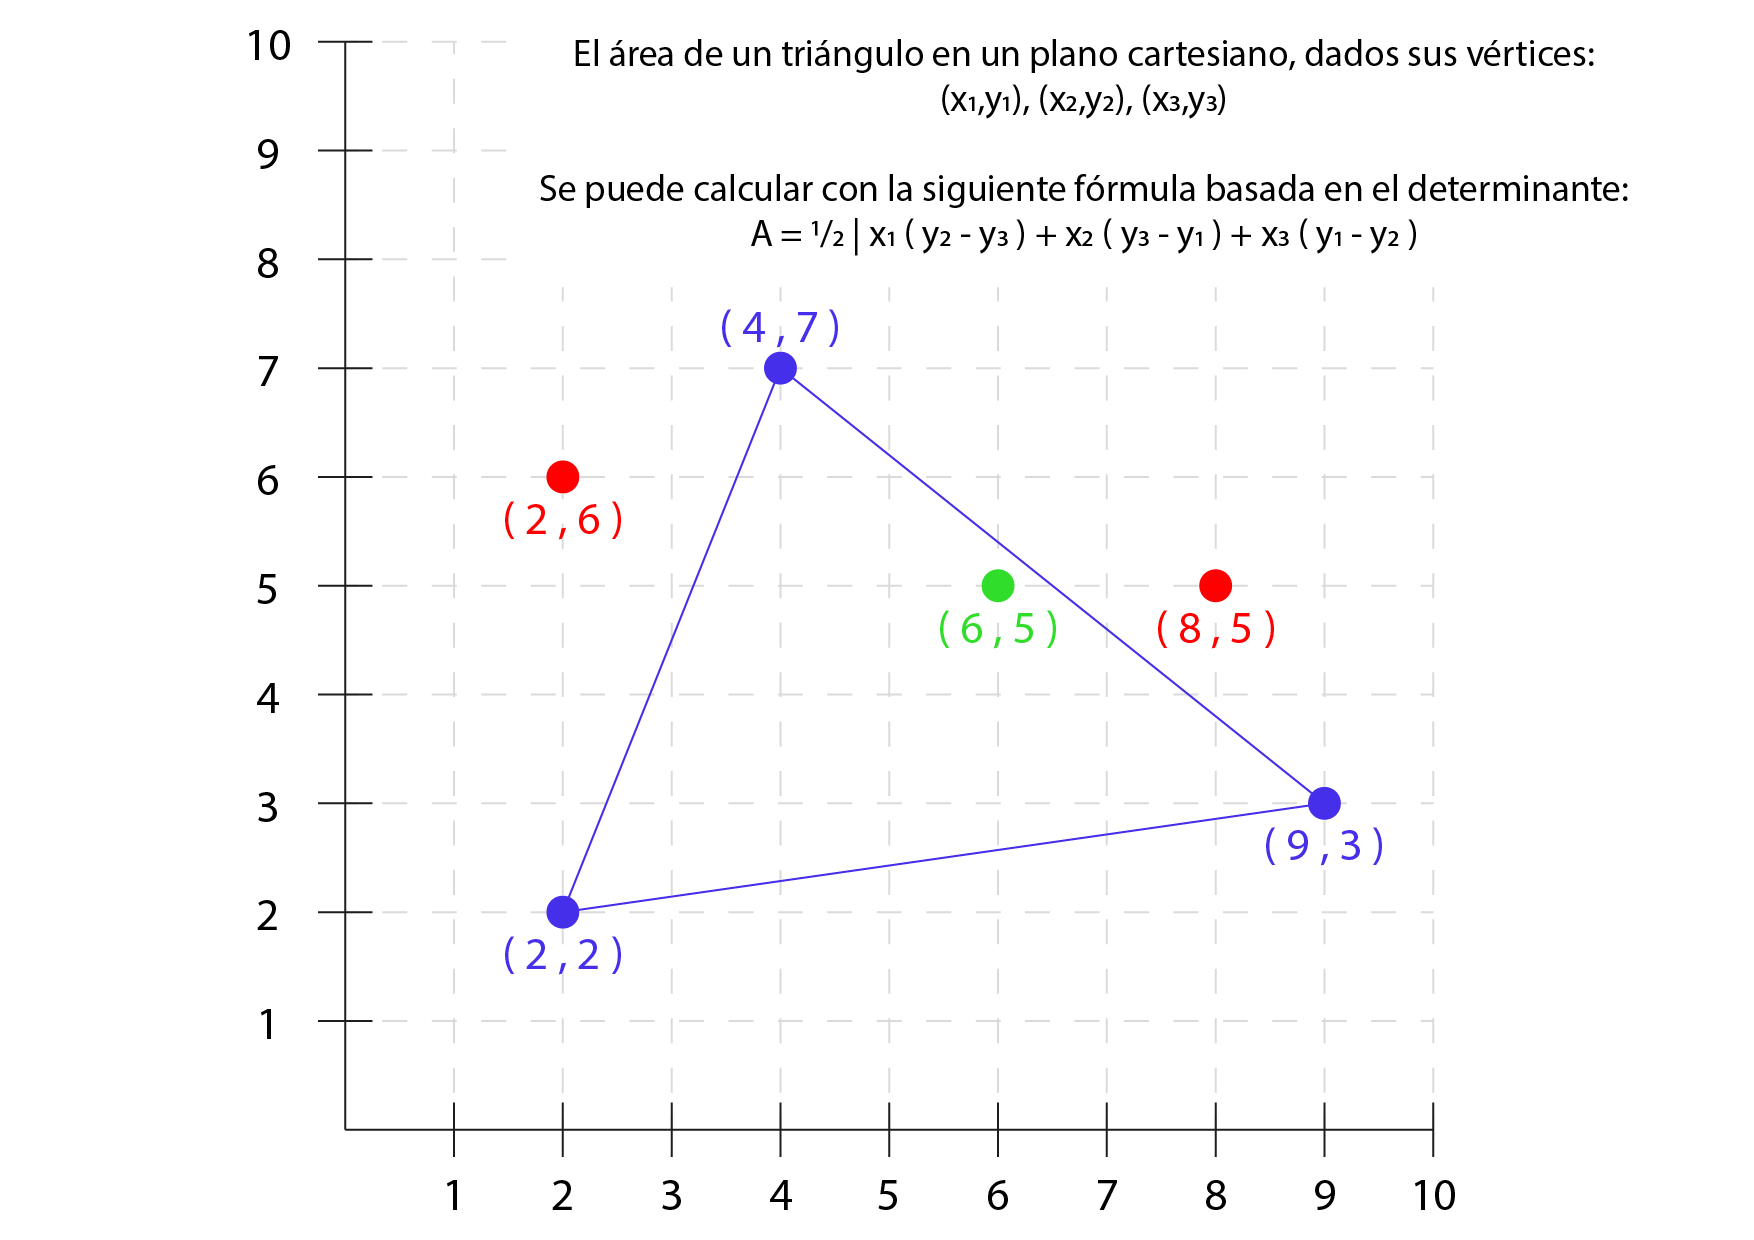 El área de un triángulo en un plano cartesiano, dados sus vértices:
(x₁,y₁), (x₂,y₂), (x₃,y₃)
Se puede calcular con la siguiente fórmula basada en el determinante:
A = ¹/₂ | x₁ ( y₂ - y₃ ) + x₂ ( y₃ - y₁ ) + x₃ ( y₁ - y₂ )
10
9
8
7
6
5
4
3
2
1
( 4 , 7 )
( 2 , 6 )
( 6 , 5 )
( 8 , 5 )
( 9 , 3 )
( 2 , 2 )
1 2 3 4 5 6 7 8 9 10